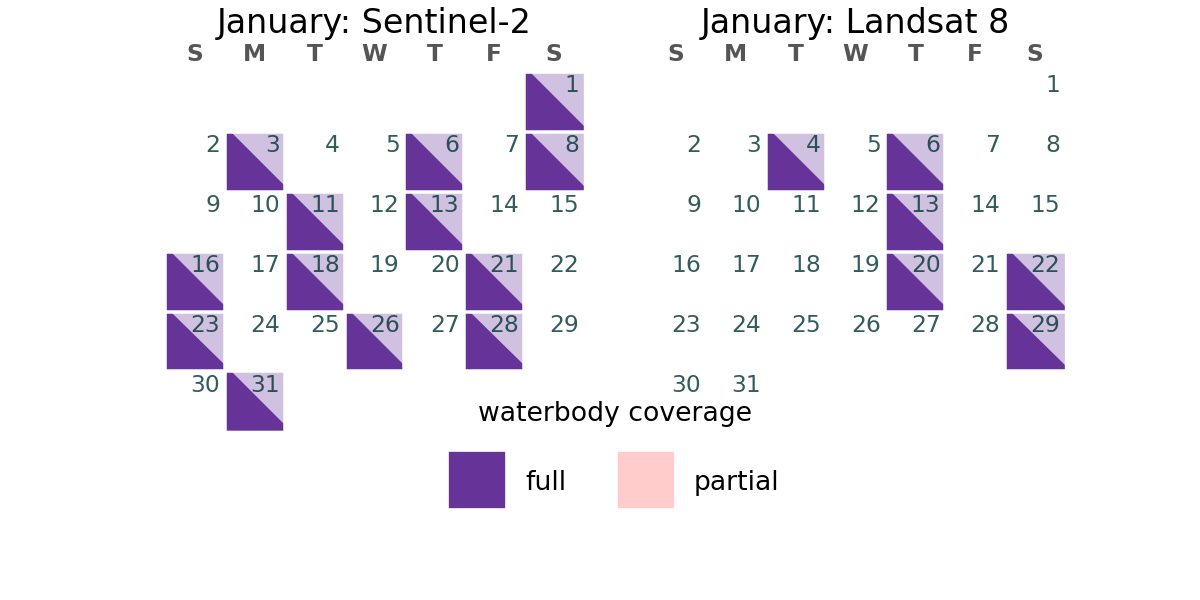 January: Sentinel-2
S M T W T F S
1
2 3 4 5 6 7 8
9 10 11 12 13 14 15
16 17 18 19 20 21 22
23 24 25 26 27 28 29
30 31
January: Landsat 8
S M T W T F S
1
2 3 4 5 6 7 8
9 10 11 12 13 14 15
16 17 18 19 20 21 22
23 24 25 26 27 28 29
30 31
waterbody coverage
full
partial